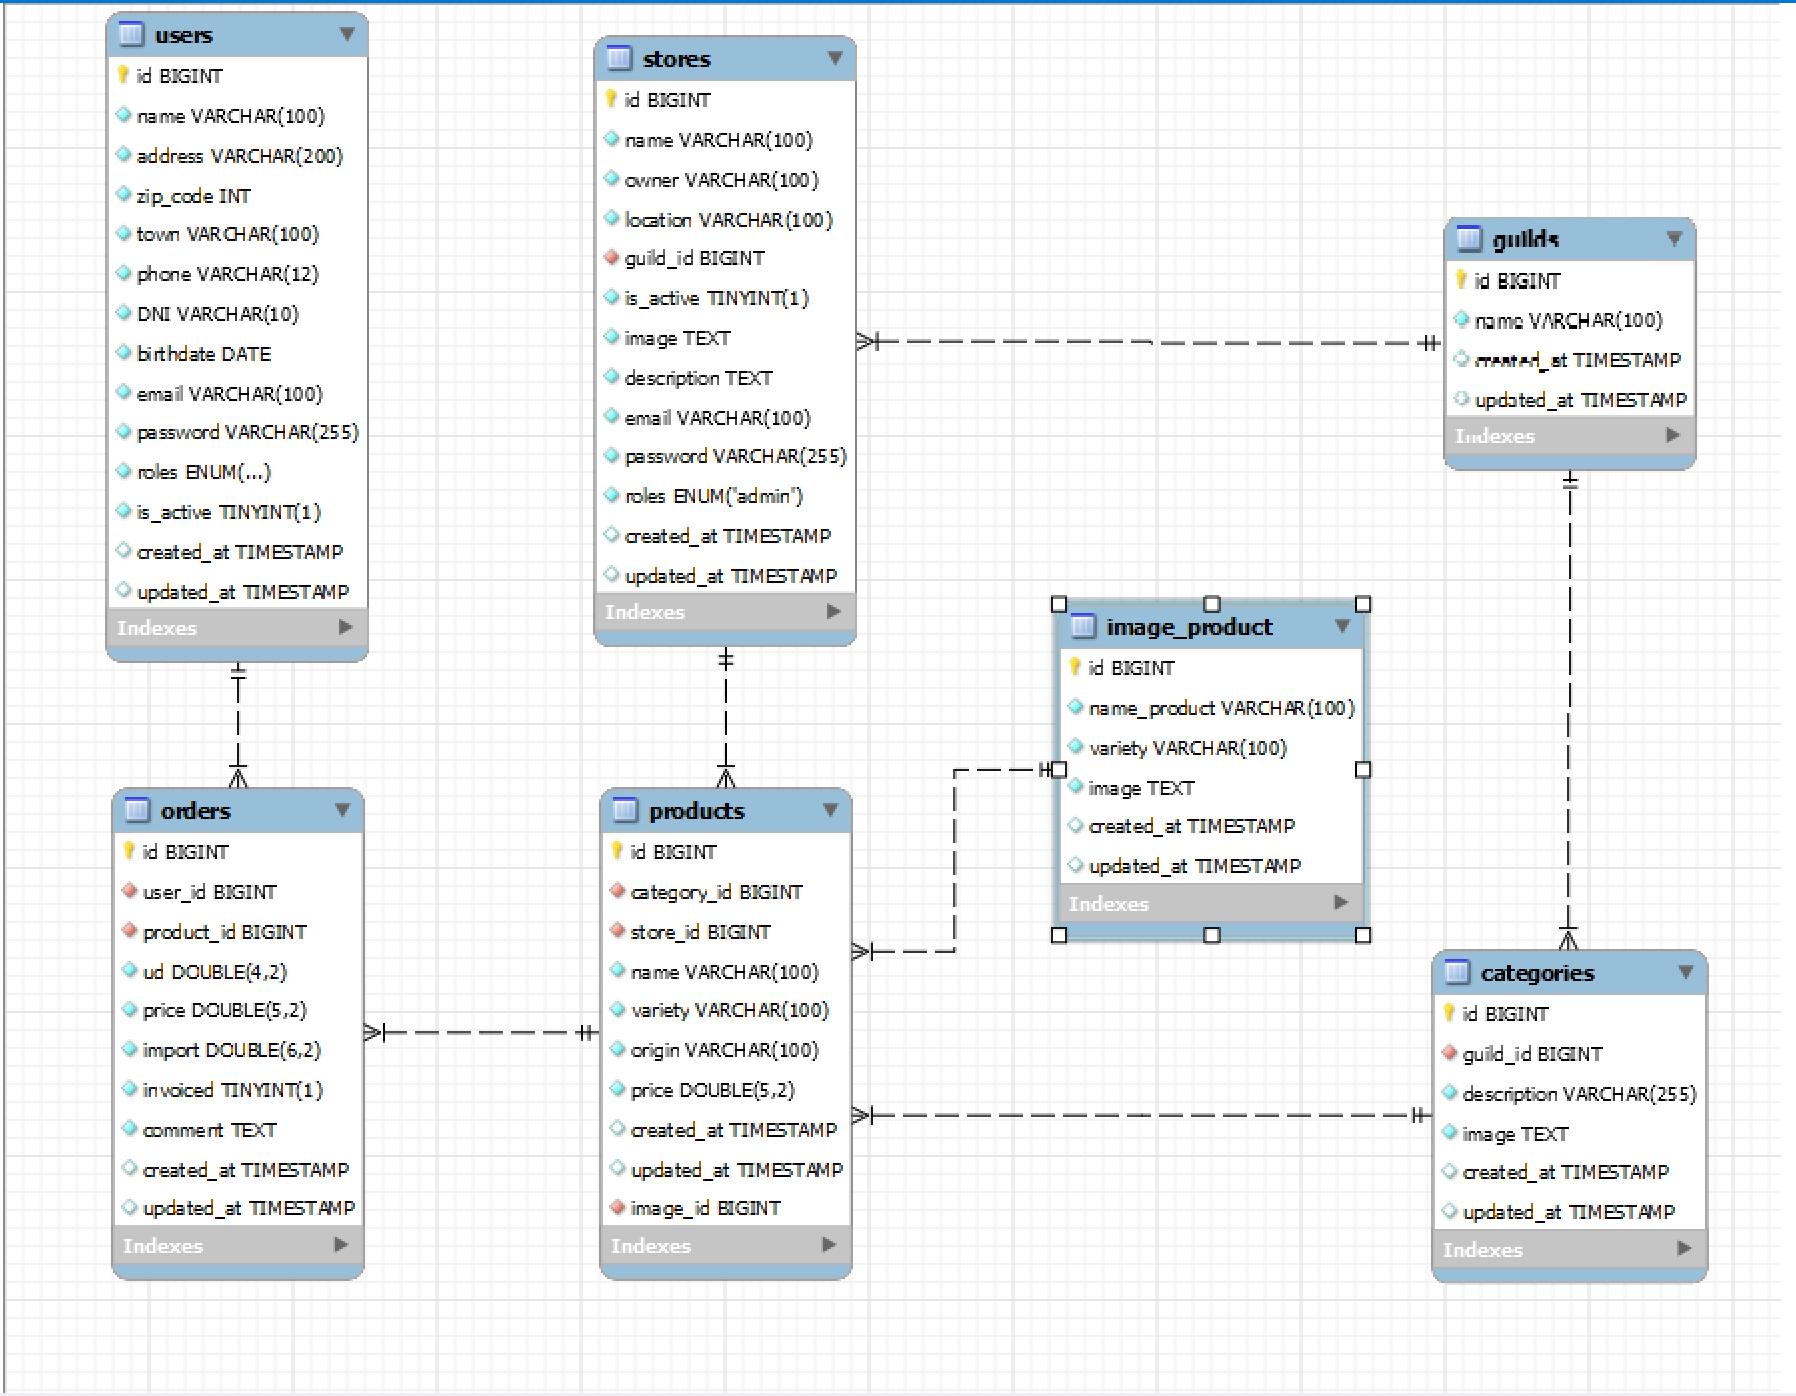 users
id BIGINT
name VARCHAR(100)
address VARCHAR(200)
zip_code INT
town VARCHAR(100)
phone VARCHAR(12)
DNI VARCHAR(10)
birthdate DATE
email VARCHAR(100)
password VARCHAR(255)
roles ENUM(...)
is_active TINYINT(1)
created_at TIMESTAMP
updated_at TIMESTAMP
Indexes
stores
id BIGINT
name VARCHAR(100)
owner VARCHAR(100)
location VARCHAR(100)
guild_id BIGINT
is_active TINYINT(1)
image TEXT
description TEXT
email VARCHAR(100)
password VARCHAR(255)
roles ENUM('admin')
created_at TIMESTAMP
updated_at TIMESTAMP
Indexes
guilds
id BIGINT
name VARCHAR(100)
created_at TIMESTAMP
updated_at TIMESTAMP
Indexes
image_product
id BIGINT
name_product VARCHAR(100)
variety VARCHAR(100)
image TEXT
created_at TIMESTAMP
updated_at TIMESTAMP
Indexes
orders
id BIGINT
user_id BIGINT
product_id BIGINT
ud DOUBLE(4,2)
price DOUBLE(5,2)
import DOUBLE(6,2)
invoiced TINYINT(1)
comment TEXT
created_at TIMESTAMP
updated_at TIMESTAMP
Indexes
products
id BIGINT
category_id BIGINT
store_id BIGINT
name VARCHAR(100)
variety VARCHAR(100)
origin VARCHAR(100)
price DOUBLE(5,2)
created_at TIMESTAMP
updated_at TIMESTAMP
image_id BIGINT
Indexes
categories
id BIGINT
guild_id BIGINT
description VARCHAR(255)
image TEXT
created_at TIMESTAMP
updated_at TIMESTAMP
Indexes